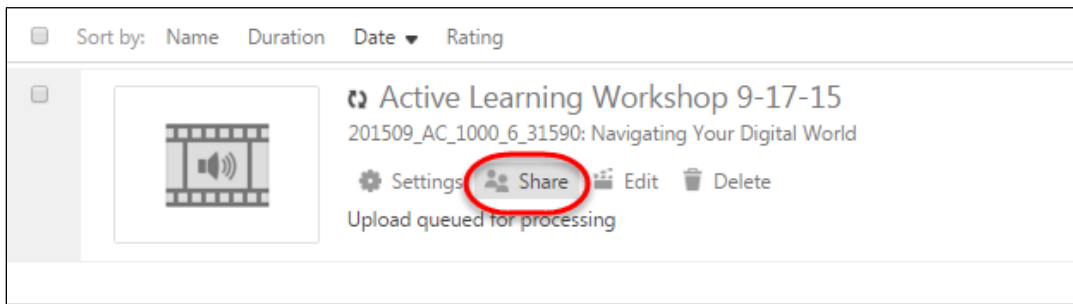 Sort by: Name Duration Date Rating
Active Learning Workshop 9-17-15
201509_AC_1000_6_31590: Navigating Your Digital World
Settings Share Edit Delete
Upload queued for processing